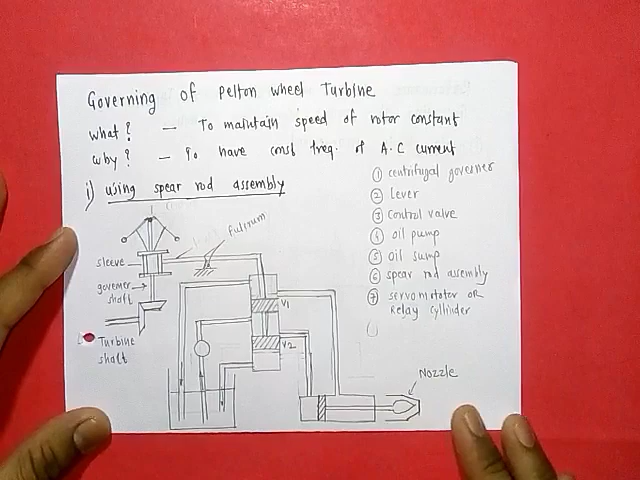 Governing of pelton wheel Turbine
what? — To maintain speed of rotor constant
why? — To have const freq. of A.C current
i) using spear rod assembly
① centrifugal governer
② Lever
③ control valve
④ oil pump
⑤ oil sump
⑥ spear rod assembly
⑦ servomototor OR
Relay cyllinder
fulcrum
sleeve
governer
shaft
V1
V2
Turbine
shaft
Nozzle